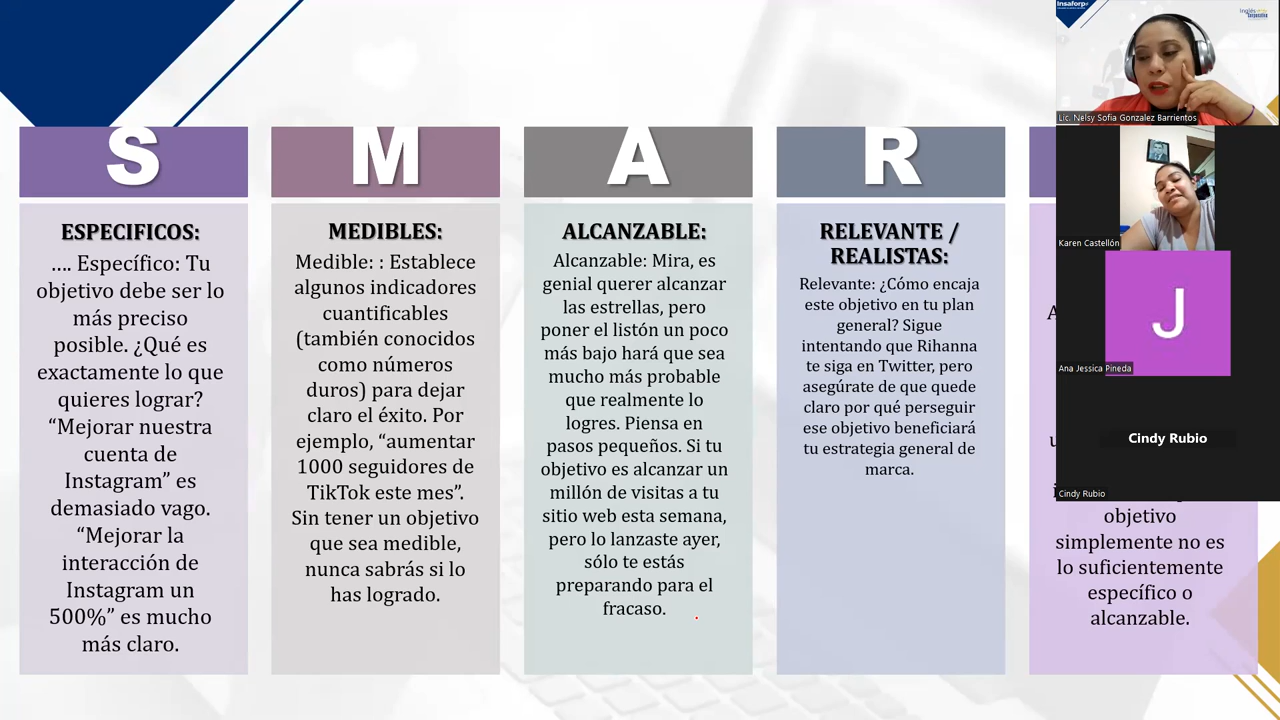 S
ESPECIFICOS:
.... Específico: Tu
objetivo debe ser lo
más preciso
posible. ¿Qué es
exactamente lo que
quieres lograr?
“Mejorar nuestra
cuenta de
Instagram” es
demasiado vago.
“Mejorar la
interacción de
Instagram un
500%” es mucho
más claro.
M
MEDIBLES:
Medible: : Establece
algunos indicadores
cuantificables
(también conocidos
como números
duros) para dejar
claro el éxito. Por
ejemplo, “aumentar
1000 seguidores de
TikTok este mes”.
Sin tener un objetivo
que sea medible,
nunca sabrás si lo
has logrado.
A
ALCANZABLE:
Alcanzable: Mira, es
genial querer alcanzar
las estrellas, pero
poner el listón un poco
más bajo hará que sea
mucho más probable
que realmente lo
logres. Piensa en
pasos pequeños. Si tu
objetivo es alcanzar un
millón de visitas a tu
sitio web esta semana,
pero lo lanzaste ayer,
sólo te estás
preparando para el
fracaso.
R
RELEVANTE /
REALISTAS:
Relevante: ¿Cómo encaja
este objetivo en tu plan
general? Sigue
intentando que Rihanna
te siga en Twitter, pero
asegúrate de que quede
claro por qué perseguir
ese objetivo beneficiará
tu estrategia general de
marca.
objetivo
simplemente no es
lo suficientemente
específico o
alcanzable.
Insaforp
Inglés
Lic. Nelsy Sofia Gonzalez Barrientos
Karen Castellón
J
Ana Jessica Pineda
Cindy Rubio
Cindy Rubio